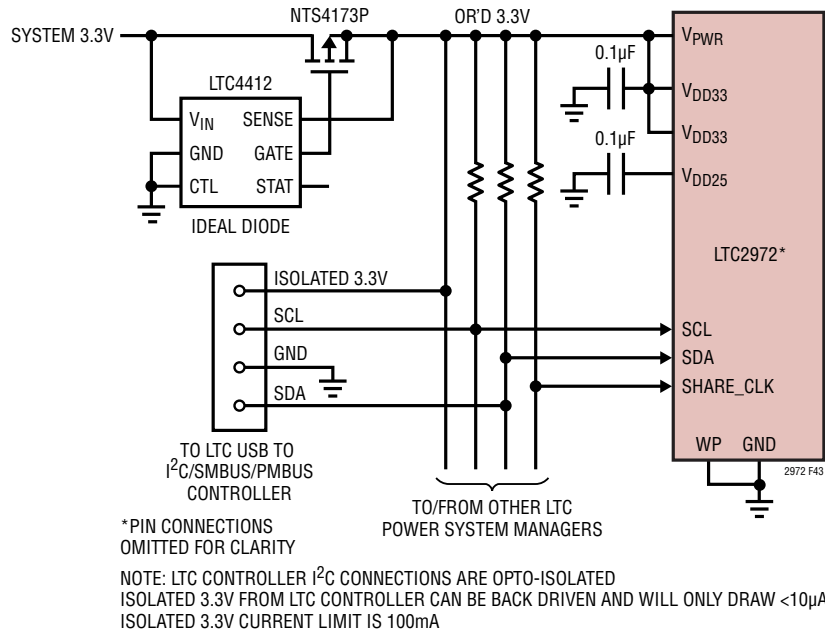 NTS4173P
SYSTEM 3.3V
OR'D 3.3V
LTC4412
VIN
SENSE
GND
GATE
CTL
STAT
IDEAL DIODE
0.1µF
0.1µF
VPWR
VDD33
VDD33
VDD25
LTC2972*
SCL
SDA
SHARE_CLK
WP
GND
2972 F43
ISOLATED 3.3V
SCL
GND
SDA
TO LTC USB TO
I2C/SMBUS/PMBUS
CONTROLLER
TO/FROM OTHER LTC
POWER SYSTEM MANAGERS
*PIN CONNECTIONS
OMITTED FOR CLARITY
NOTE: LTC CONTROLLER I2C CONNECTIONS ARE OPTO-ISOLATED
ISOLATED 3.3V FROM LTC CONTROLLER CAN BE BACK DRIVEN AND WILL ONLY DRAW <10µA
ISOLATED 3.3V CURRENT LIMIT IS 100mA